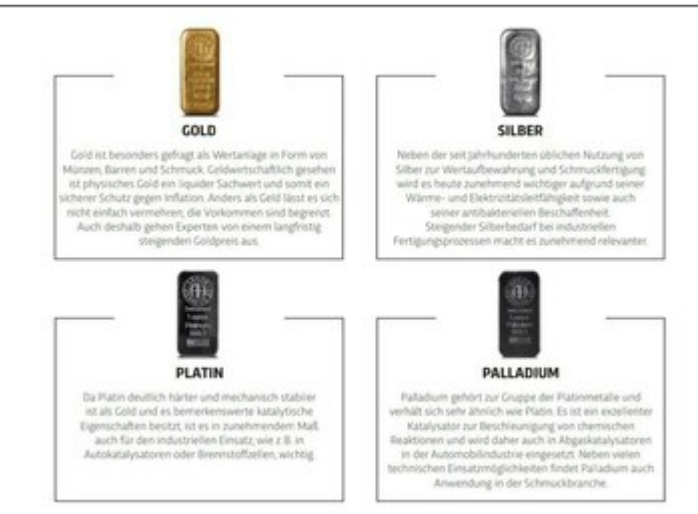 GOLD
Gold ist besonders gefragt als Wertanlage in Form von
Münzen, Barren und Schmuck. Geldwirtschaftlich gesehen
ist physisches Gold ein liquider Sachwert und somit ein
sicherer Schutz gegen Inflation. Anders als Geld lässt es sich
nicht einfach vermehren, die Vorkommen sind begrenzt.
Auch deshalb gehen Experten von einem langfristig
steigenden Goldpreis aus.
SILBER
Neben der seit Jahrhunderten üblichen Nutzung von
Silber zur Wertaufbewahrung und Schmuckfertigung
wird es heute zunehmend wichtiger aufgrund seiner
Wärme- und Elektrizitätsleitfähigkeit sowie auch
seiner antibakteriellen Beschaffenheit.
Steigender Silberbedarf bei industriellen
Fertigungsprozessen macht es zunehmend relevanter.
PLATIN
Da Platin deutlich härter und mechanisch stabiler
ist als Gold und es bemerkenswerte katalytische
Eigenschaften besitzt, ist es in zunehmendem Maß
auch für den industriellen Einsatz, wie z. B. in
Autokatalysatoren oder Brennstoffzellen, wichtig.
PALLADIUM
Palladium gehört zur Gruppe der Platinmetalle und
verhält sich sehr ähnlich wie Platin. Es ist ein exzellenter
Katalysator zur Beschleunigung von chemischen
Reaktionen und wird daher auch in Abgaskatalysatoren
in der Automobilindustrie eingesetzt. Neben vielen
technischen Einsatzmöglichkeiten findet Palladium auch
Anwendung in der Schmuckbranche.